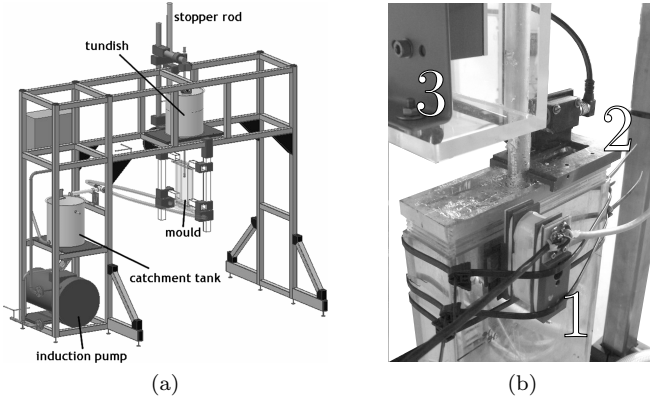 stopper rod
tundish
mould
catchment tank
induction pump
(a)
3
2
1
(b)